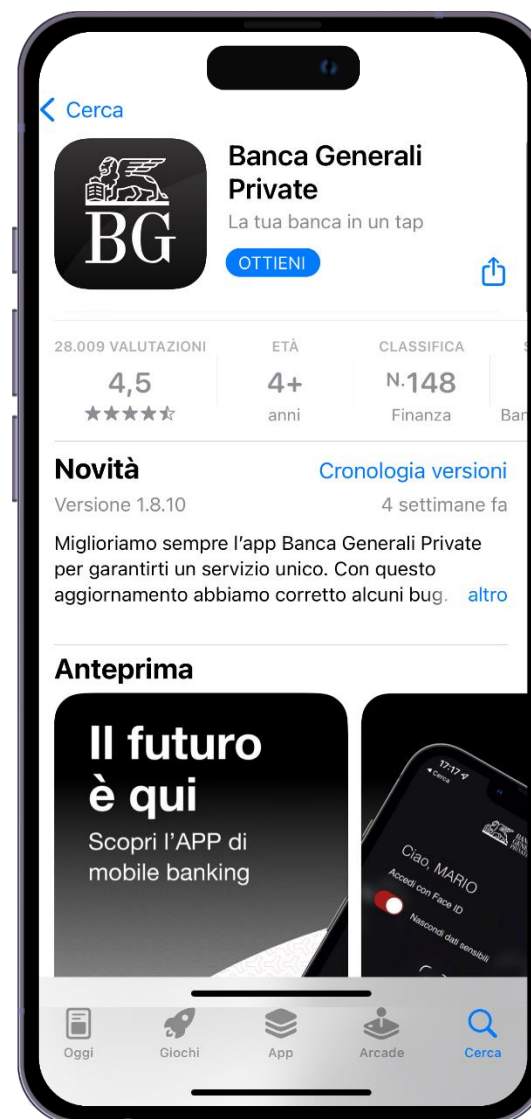 Cerca
Banca Generali
Private
La tua banca in un tap
OTTIENI
BG
28.009 VALUTAZIONI
ETÀ
CLASSIFICA
4,5
4+
N.148
anni
Finanza
Novità
Cronologia versioni
Versione 1.8.10
4 settimane fa
Miglioriamo sempre l'app Banca Generali Private
per garantirti un servizio unico. Con questo
aggiornamento abbiamo corretto alcuni bug. altro
Anteprima
Il futuro
è qui
Scopri l'APP di
mobile banking
17:17
Cerca
Ciao, MARIO
Accedi con Face ID
Nascondi dati sensibili
Oggi
Giochi
App
Arcade
Cerca